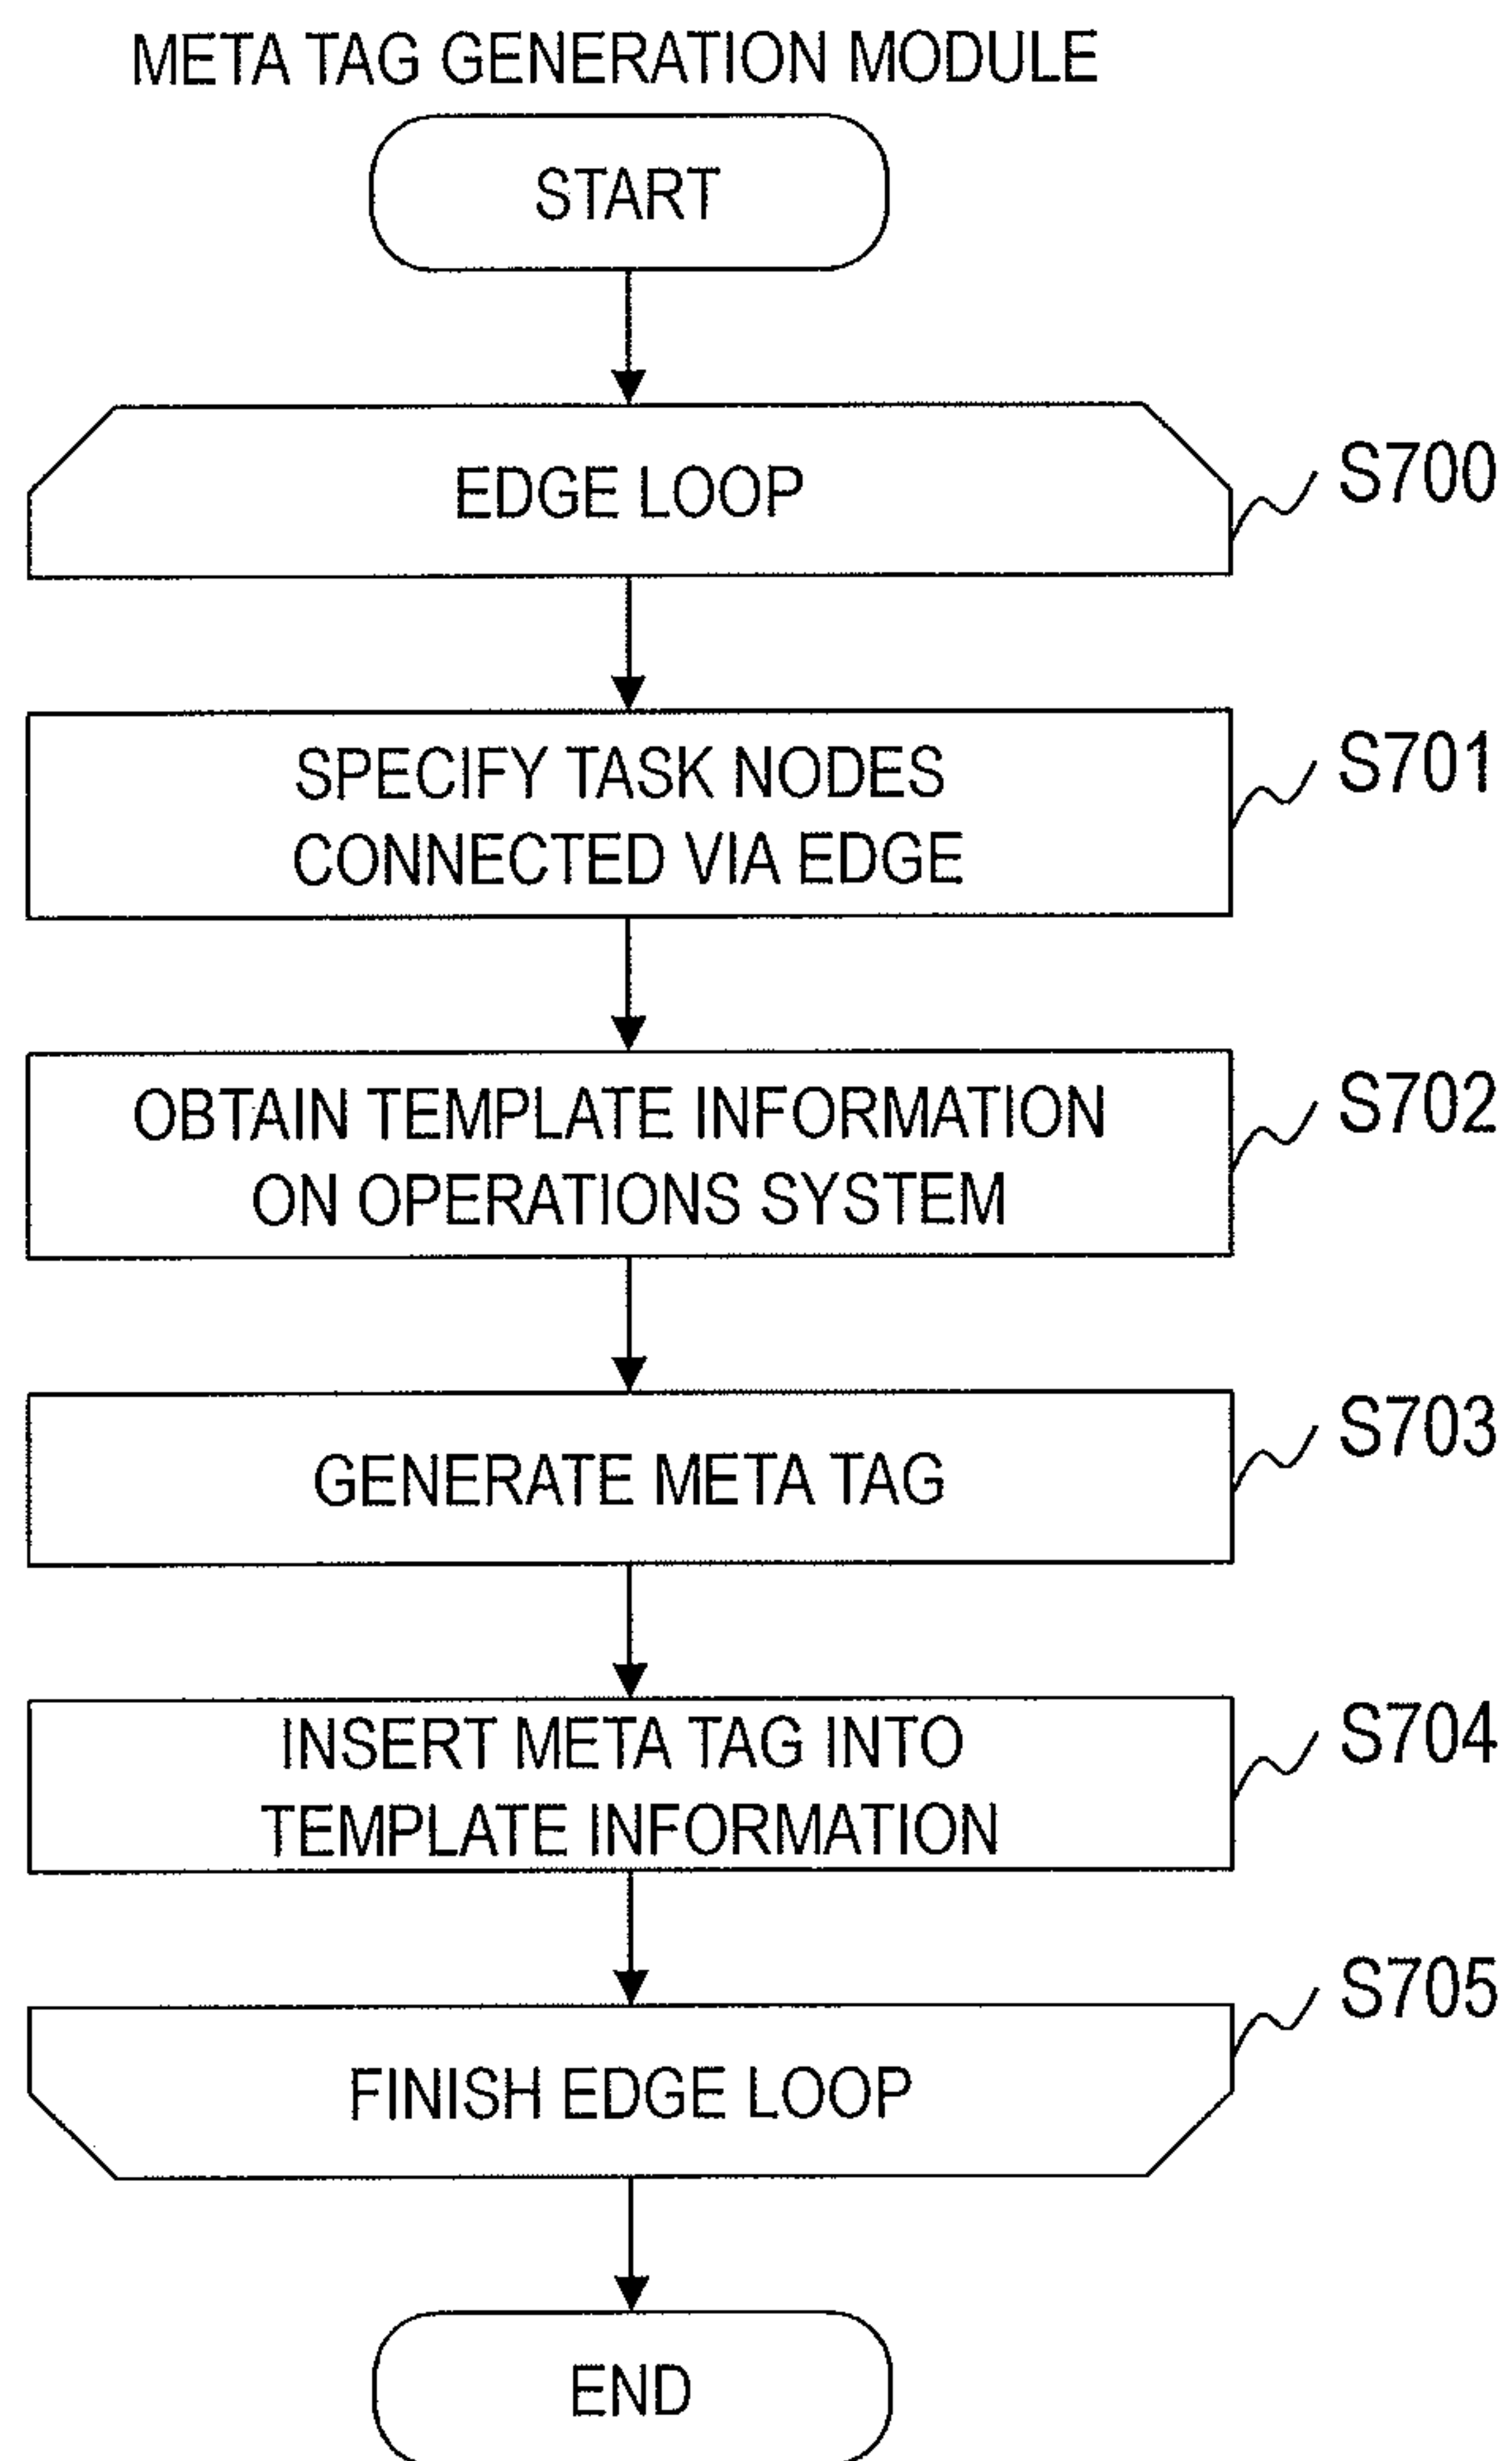 META TAG GENERATION MODULE
START
EDGE LOOP
S700
SPECIFY TASK NODES
CONNECTED VIA EDGE
S701
OBTAIN TEMPLATE INFORMATION
ON OPERATIONS SYSTEM
S702
GENERATE META TAG
S703
INSERT META TAG INTO
TEMPLATE INFORMATION
S704
FINISH EDGE LOOP
S705
END